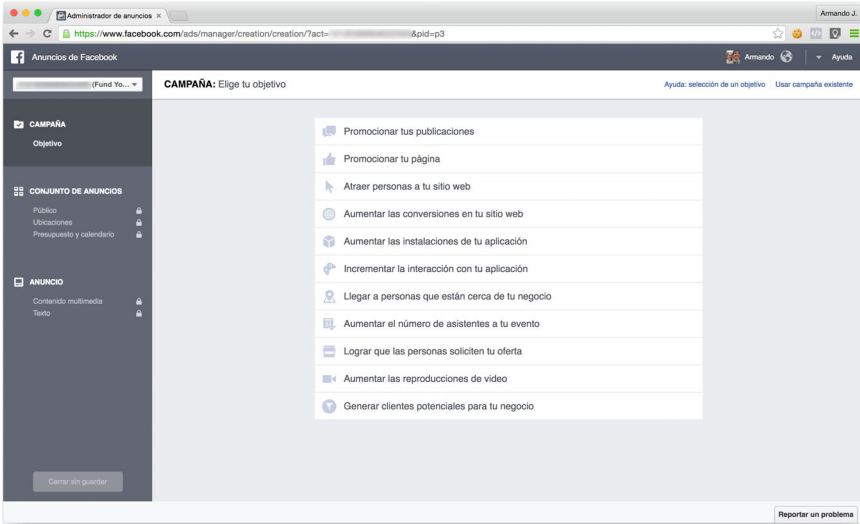 Administrador de anuncios
Armando J.
https://www.facebook.com/ads/manager/creation/creation/?act= &pid=p3
Anuncios de Facebook
Armando
Ayuda
(Fund Yo...
CAMPAÑA: Elige tu objetivo
Ayuda: selección de un objetivo
Usar campaña existente
CAMPAÑA
Objetivo
CONJUNTO DE ANUNCIOS
Público
Ubicaciones
Presupuesto y calendario
ANUNCIO
Contenido multimedia
Texto
Cerrar sin guardar
Promocionar tus publicaciones
Promocionar tu página
Atraer personas a tu sitio web
Aumentar las conversiones en tu sitio web
Aumentar las instalaciones de tu aplicación
Incrementar la interacción con tu aplicación
Llegar a personas que están cerca de tu negocio
Aumentar el número de asistentes a tu evento
Lograr que las personas soliciten tu oferta
Aumentar las reproducciones de video
Generar clientes potenciales para tu negocio
Reportar un problema